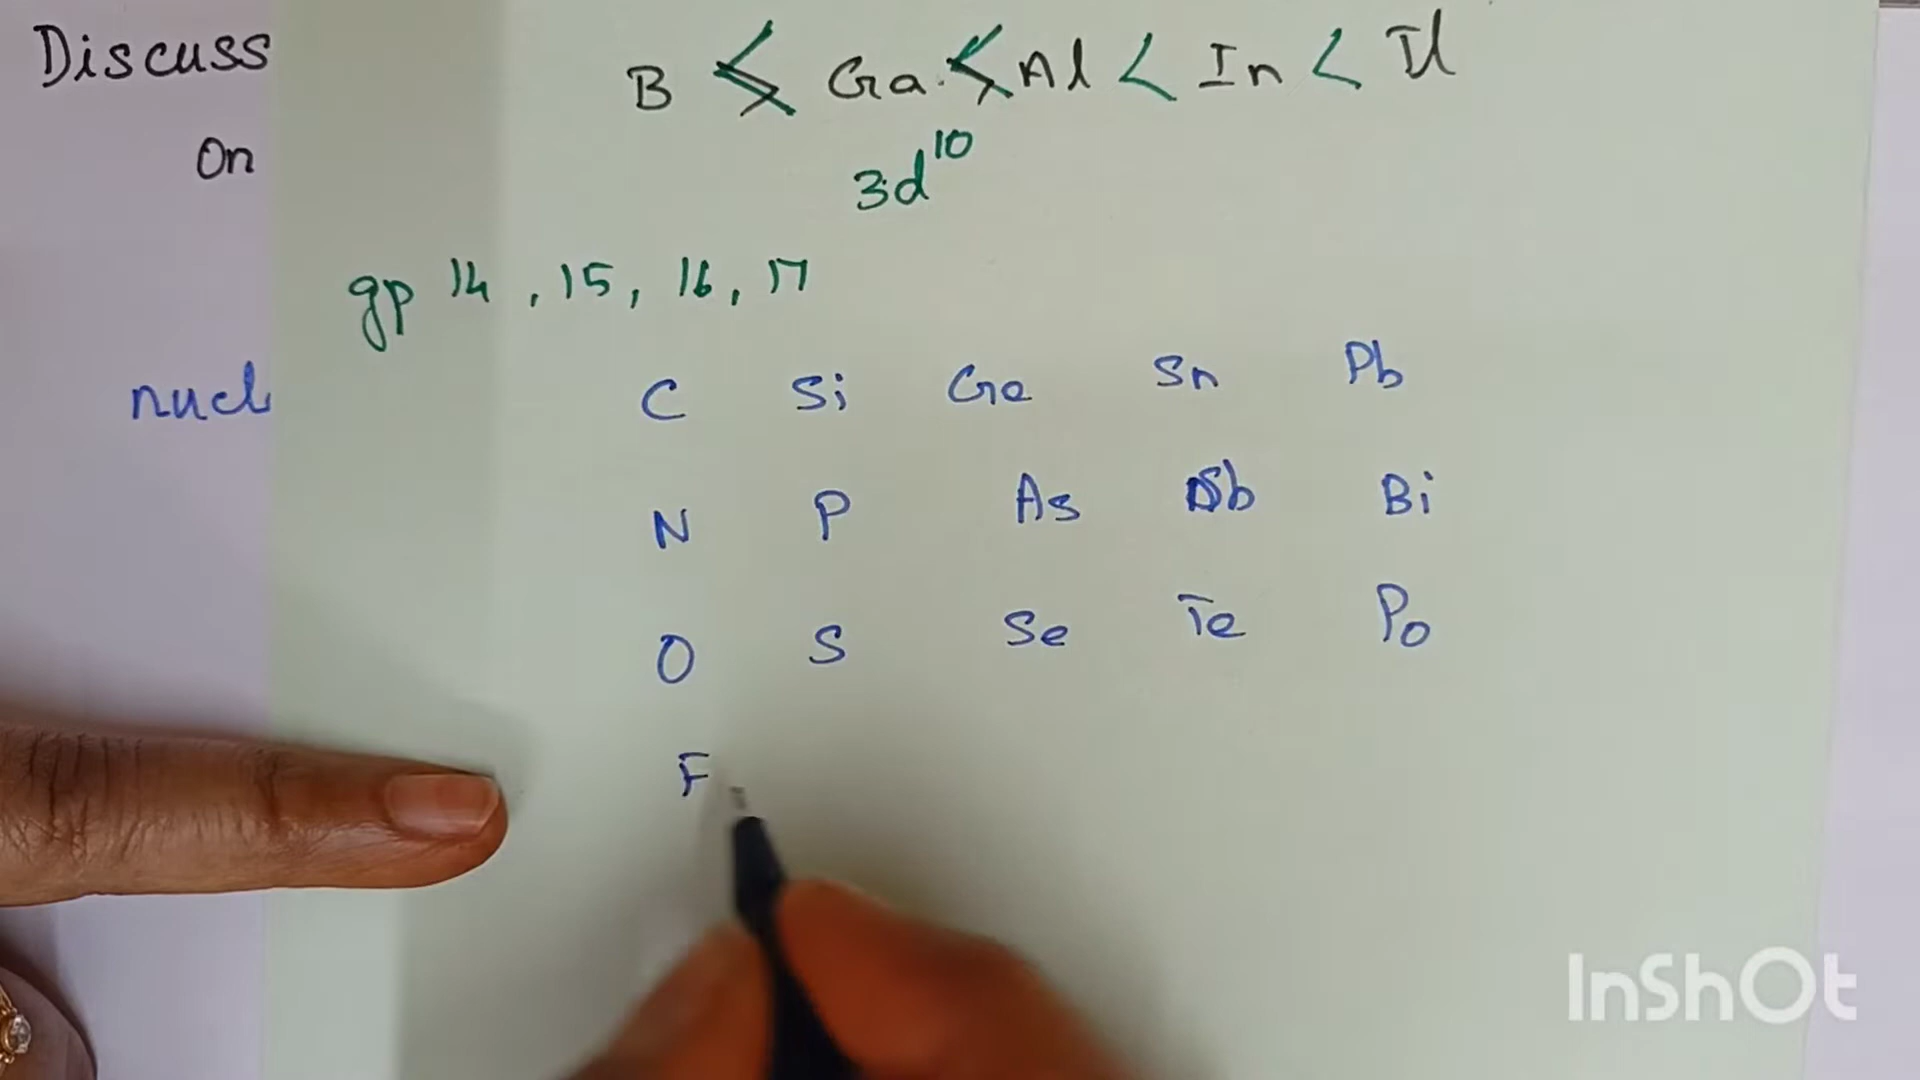 Discuss
On
nucl
B < Ga < Al < In < Tl
3d¹⁰
gp 14, 15, 16, 17
C Si Ge Sn Pb
N P As Sb Bi
O S Se Te Po
F
InShOt